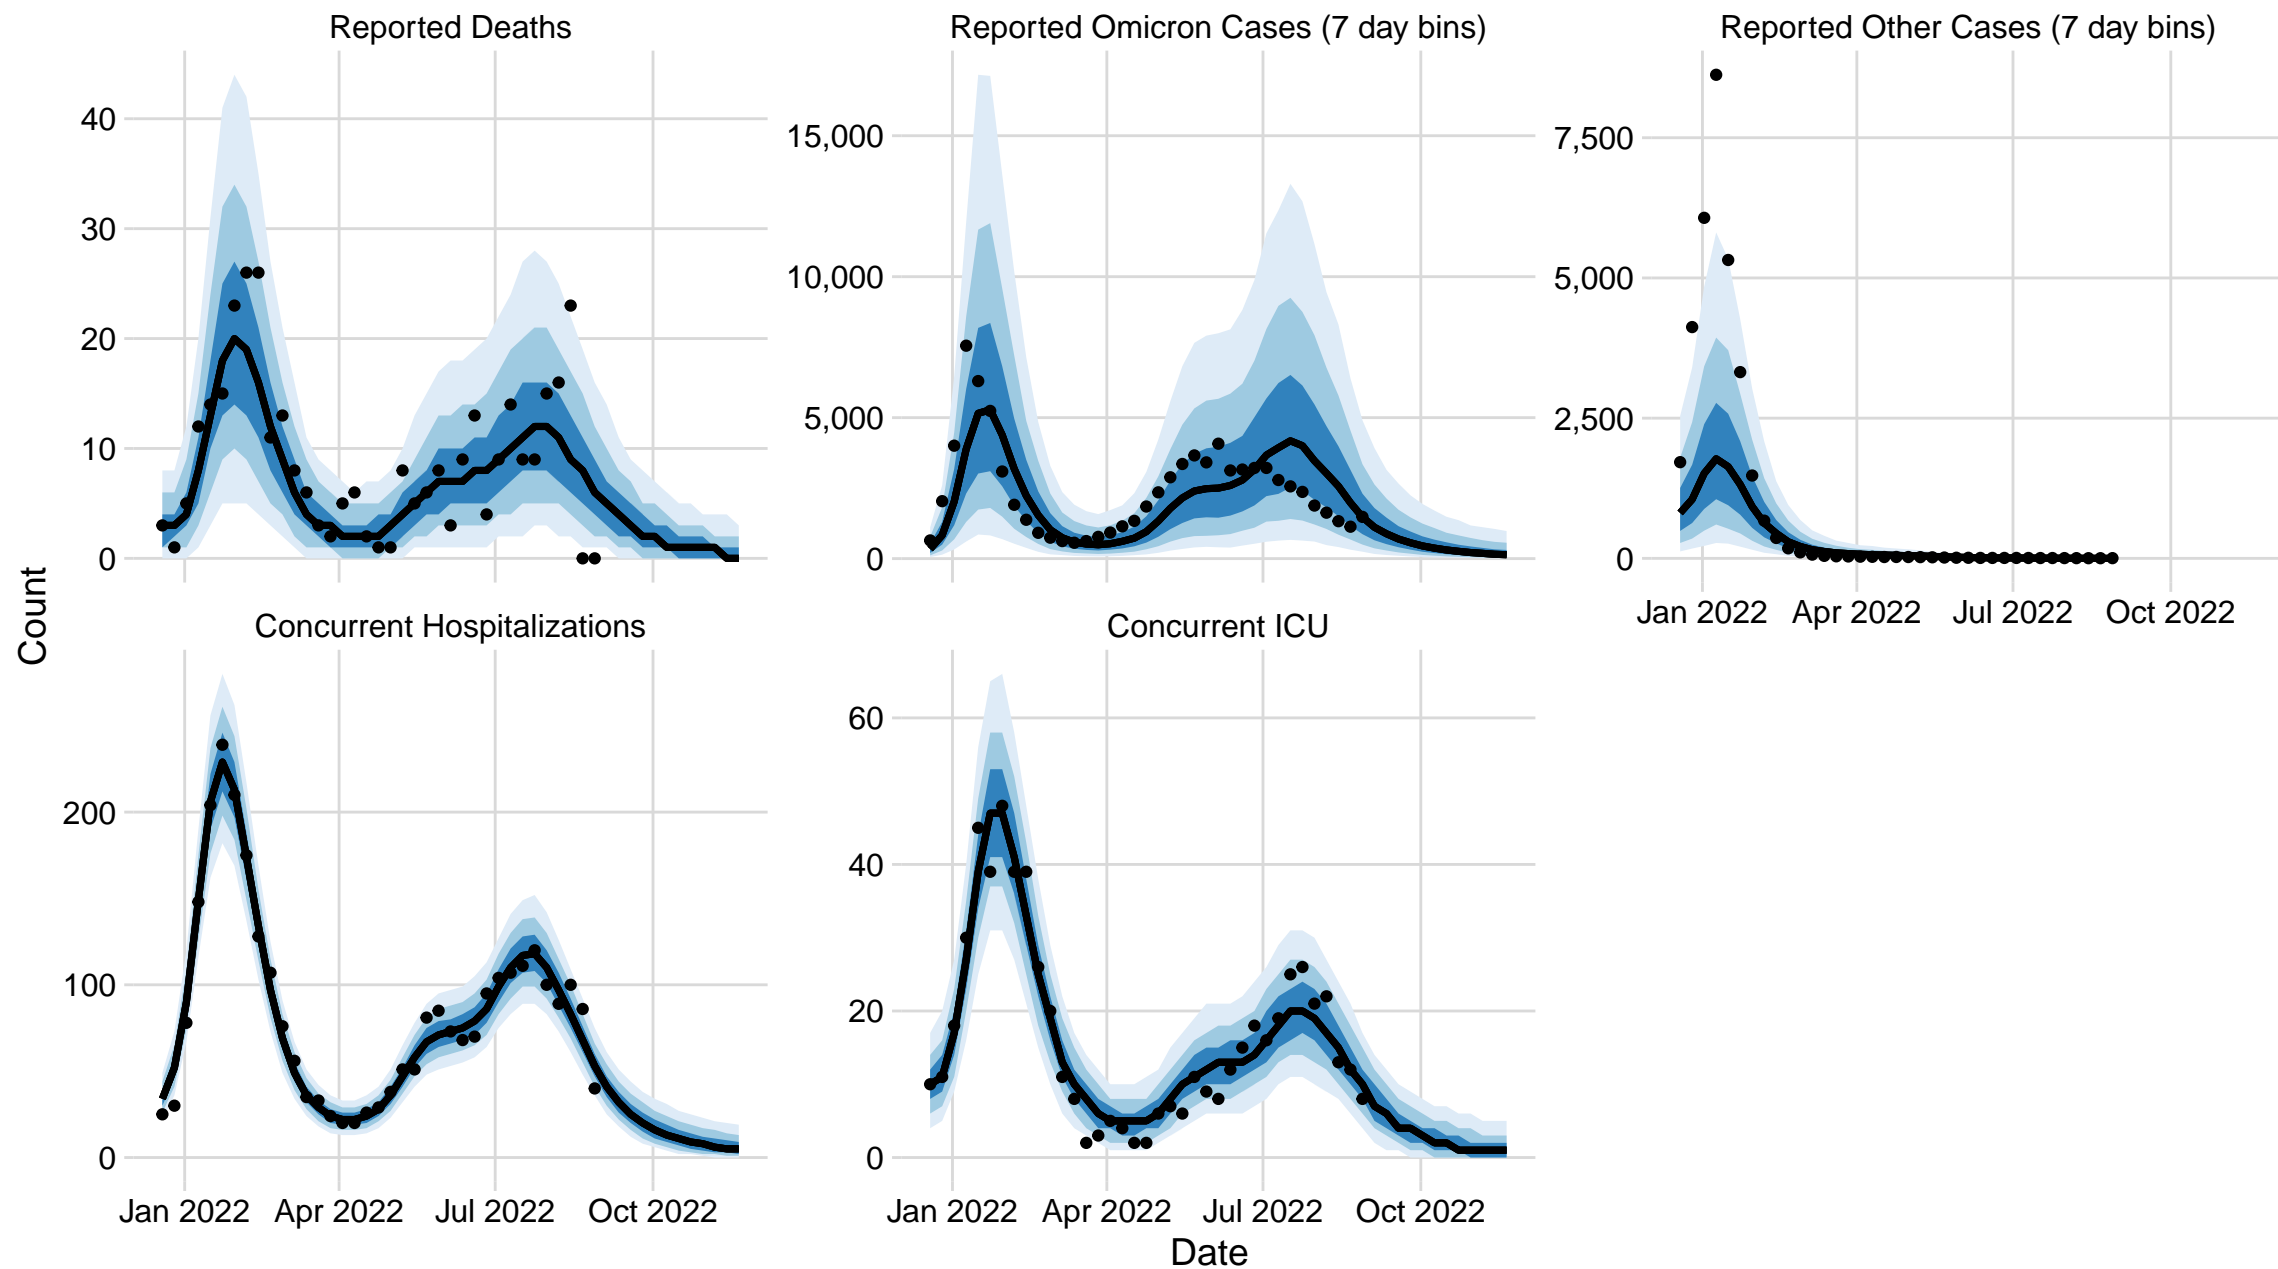 Reported Deaths
Reported Omicron Cases (7 day bins)
Reported Other Cases (7 day bins)
40
30
20
10
0
15,000
10,000
5,000
0
7,500
5,000
2,500
0
Jan 2022 Apr 2022 Jul 2022 Oct 2022
Count
Concurrent Hospitalizations
Concurrent ICU
200
100
0
60
40
20
0
Jan 2022 Apr 2022 Jul 2022 Oct 2022
Jan 2022 Apr 2022 Jul 2022 Oct 2022
Date